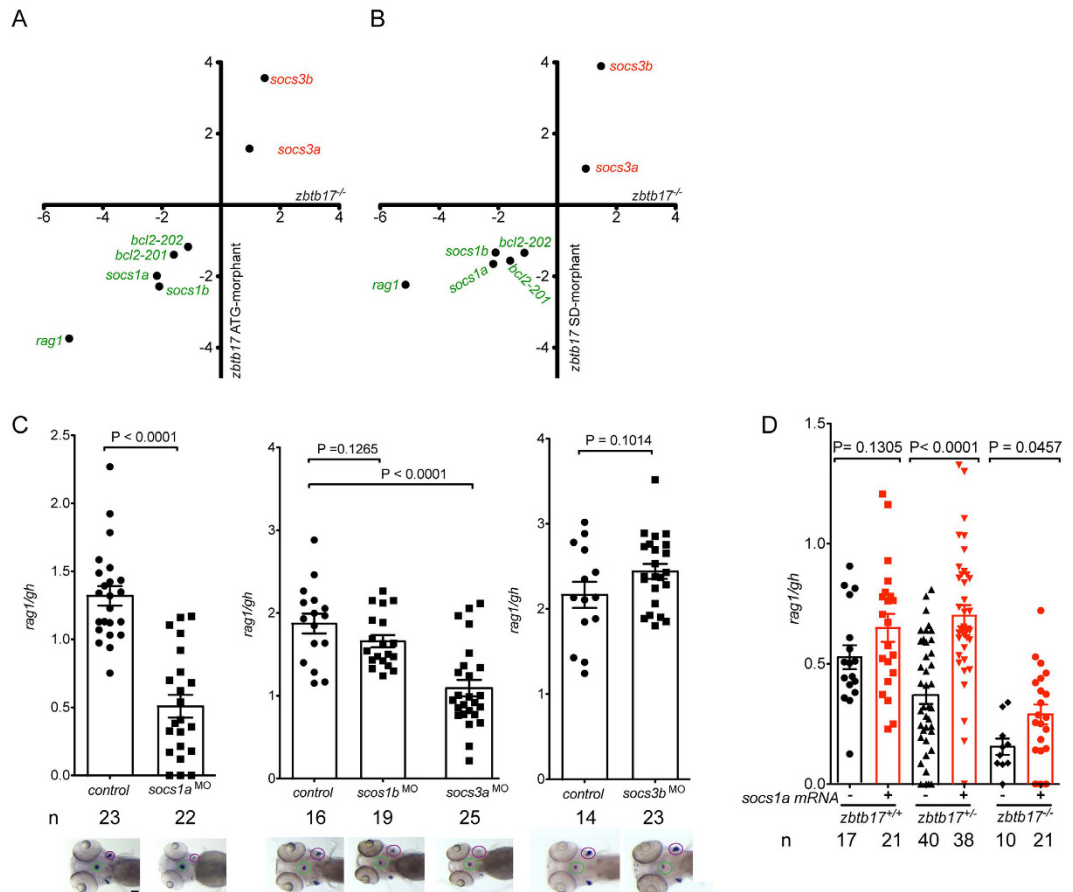 A
B
4
2
-2
-4
-6
-4
-2
2
4
socs3b
socs3a
zbtb17-/-
bcl2-202
bcl2-201
socs1a
socs1b
rag1
zbtb17 ATG-morphant
4
2
-2
-4
-6
-4
-2
2
4
socs3b
socs3a
zbtb17-/-
socs1b
bcl2-202
socs1a
bcl2-201
rag1
zbtb17 SD-morphant
C
rag1/gh
2.5
2.0
1.5
1.0
0.5
0.0
P < 0.0001
control
socs1a MO
rag1/gh
4
3
2
1
0
P =0.1265
P < 0.0001
control
scos1b MO
socs3a MO
rag1/gh
4
3
2
1
0
P = 0.1014
control
socs3b MO
n
23
22
16
19
25
14
23
D
rag1/gh
1.5
1.0
0.5
0.0
P= 0.1305
P< 0.0001
P = 0.0457
socs1a mRNA - + - + - +
zbtb17+/+ zbtb17+/- zbtb17-/-
n 17 21 40 38 10 21